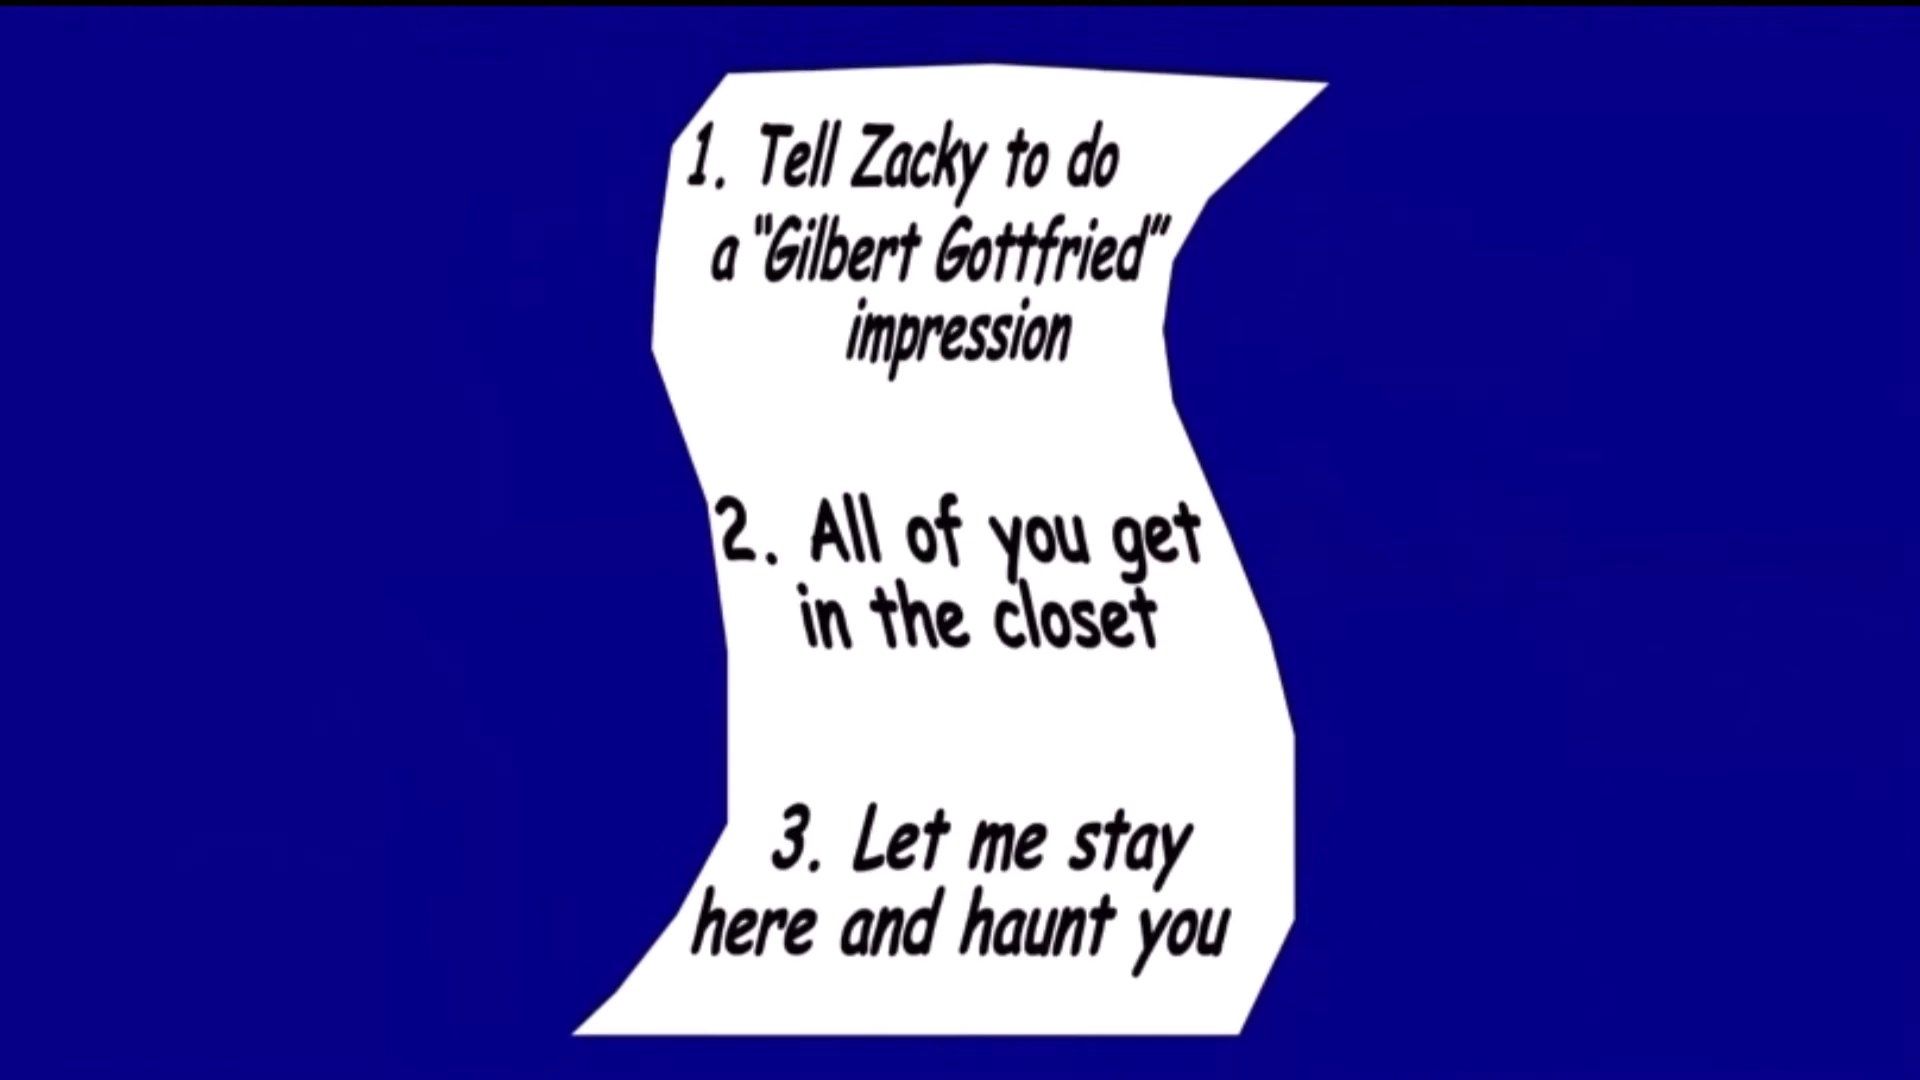 1. Tell Zacky to do
a "Gilbert Gottfried"
impression
2. All of you get
in the closet
3. Let me stay
here and haunt you